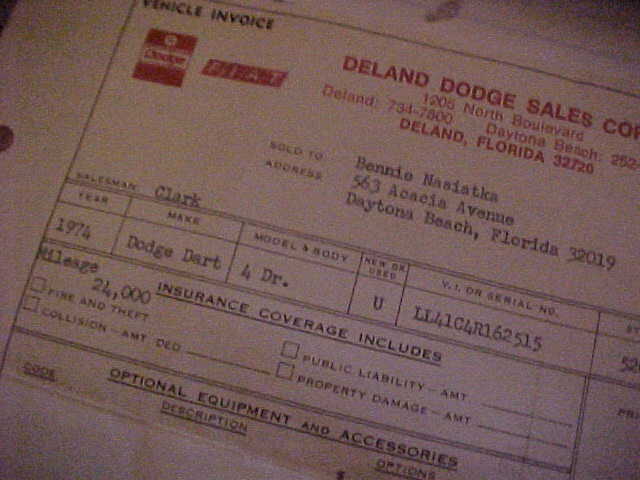 VEHICLE INVOICE
Dodge
FIAT
DELAND DODGE SALES COR
1205 North Boulevard
Deland: 734-7800 Daytona Beach: 252
DELAND, FLORIDA 32720
SOLD TO Bennie Nasiatka
ADDRESS 563 Acacia Avenue
Daytona Beach, Florida 32019
SALESMAN Clark
YEAR MAKE MODEL & BODY NEW OR USED V.I. OR SERIAL NO.
1974 Dodge Dart 4 Dr. U LL41C4R162515 52
Mileage
24,000
INSURANCE COVERAGE INCLUDES
FIRE AND THEFT
COLLISION - AMT DED
PUBLIC LIABILITY - AMT
PROPERTY DAMAGE - AMT
OPTIONAL EQUIPMENT AND ACCESSORIES
CODE DESCRIPTION OPTIONS
$